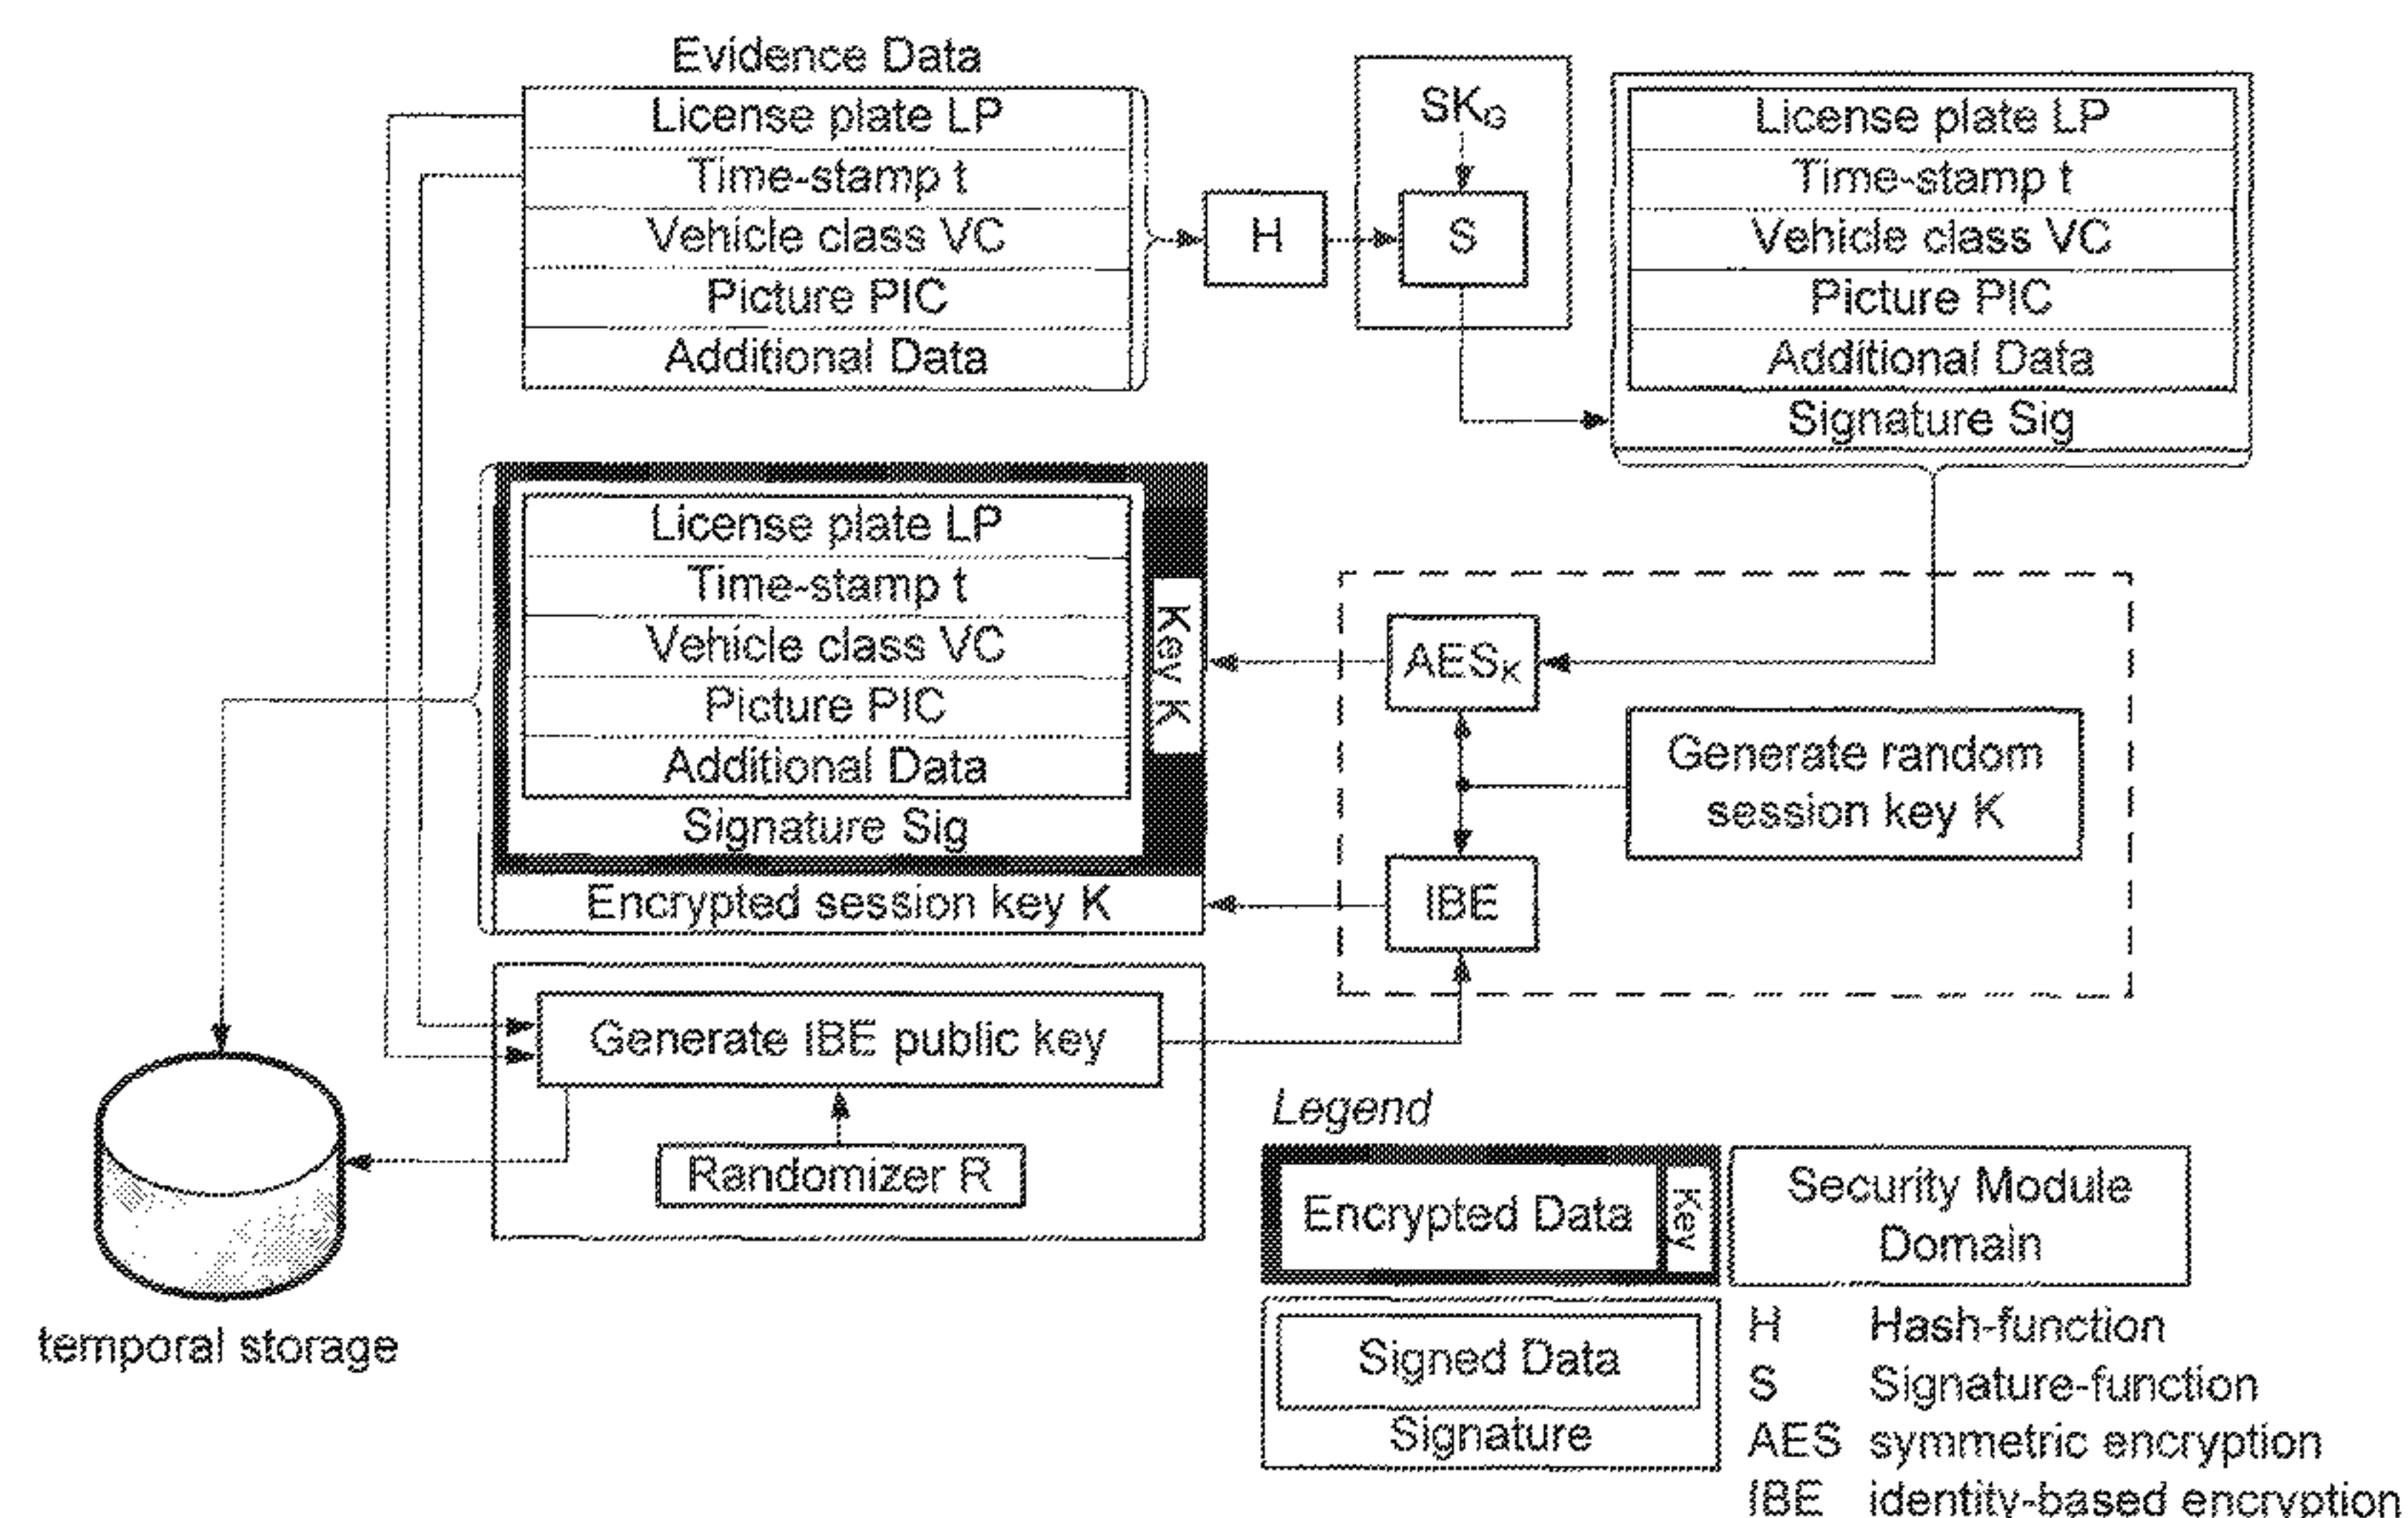 Evidence Data
License plate LP
Time-stamp t
Vehicle class VC
Picture PIC
Additional Data
H
SK_G
S
License plate LP
Time-stamp t
Vehicle class VC
Picture PIC
Additional Data
Signature Sig
License plate LP
Time-stamp t
Vehicle class VC
Picture PIC
Additional Data
Signature Sig
Key K
Encrypted session key K
AES_K
Generate random
session key K
IBE
Generate IBE public key
Randomizer R
temporal storage
Legend
Encrypted Data
Key
Security Module
Domain
Signed Data
Signature
H Hash-function
S Signature-function
AES symmetric encryption
IBE identity-based encryption